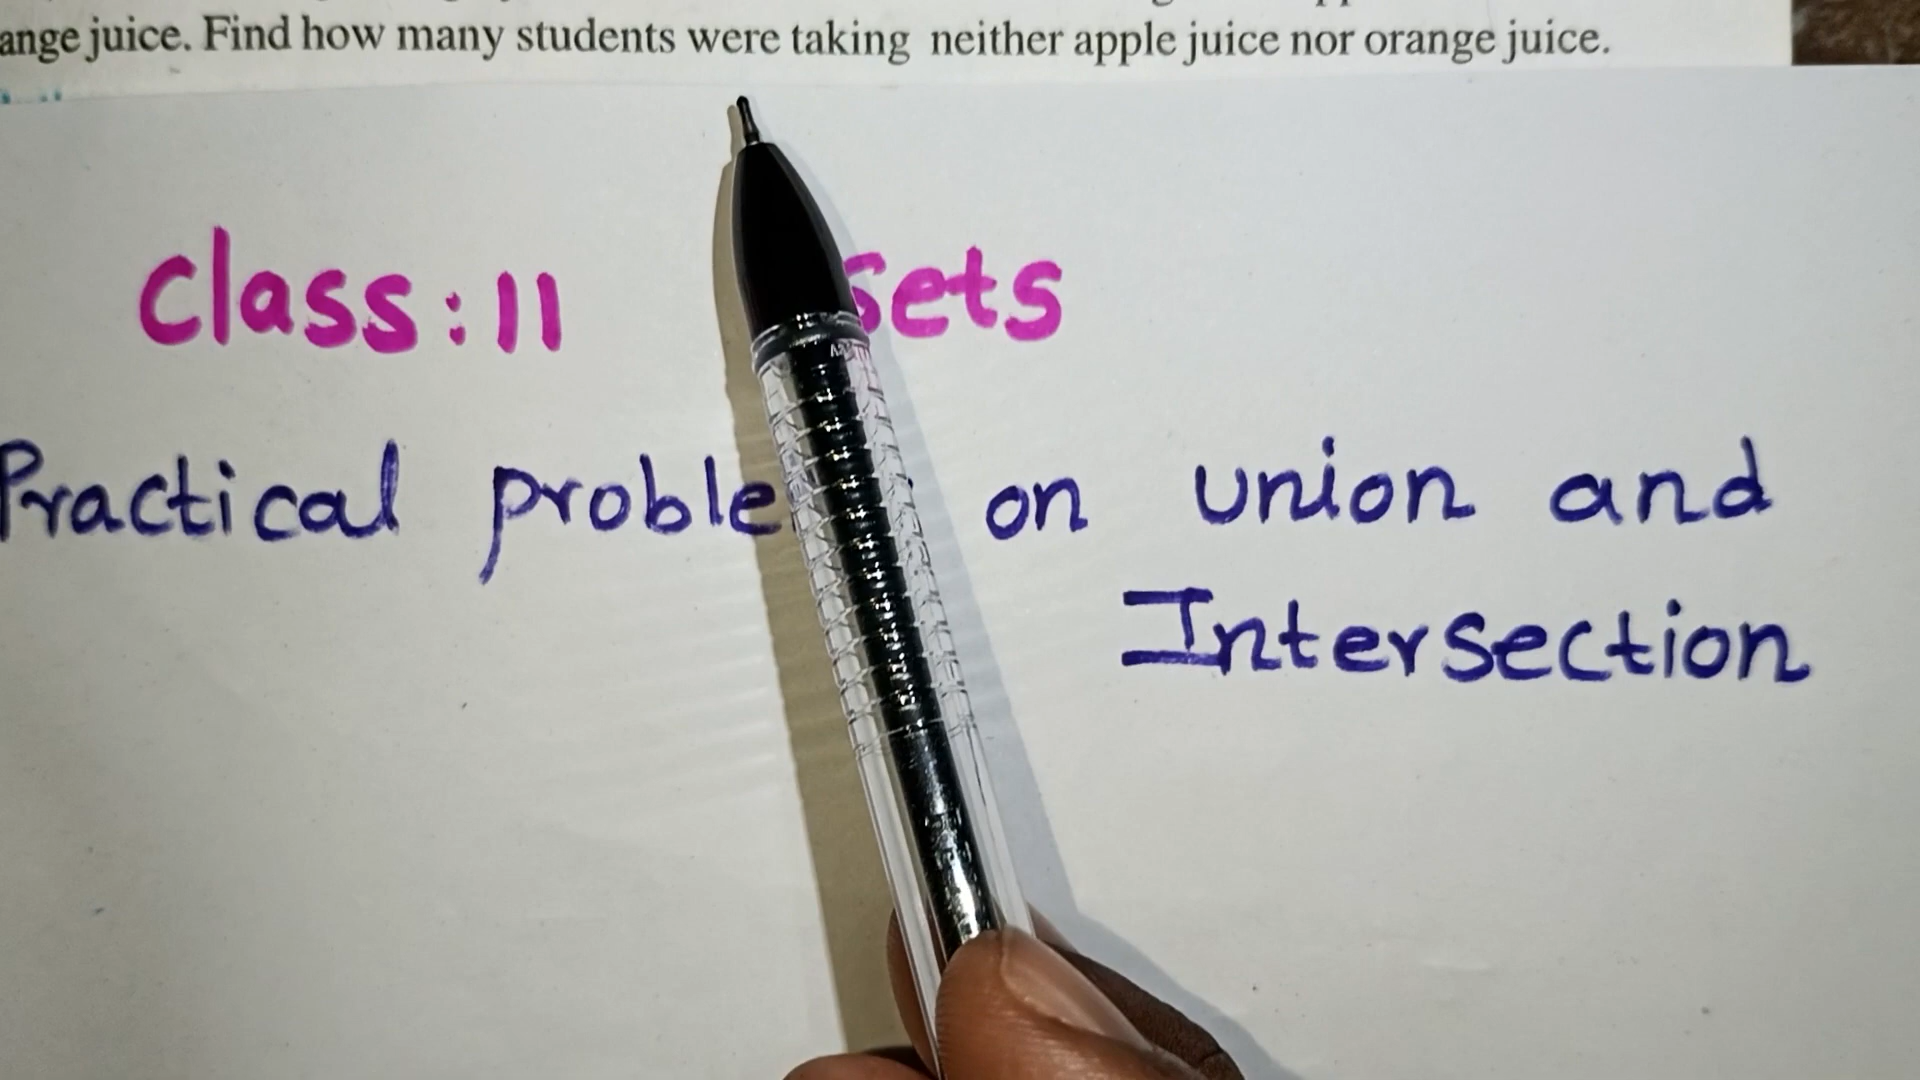 ange juice. Find how many students were taking neither apple juice nor orange juice.
Class: 11 Sets
Practical proble on union and
Intersection